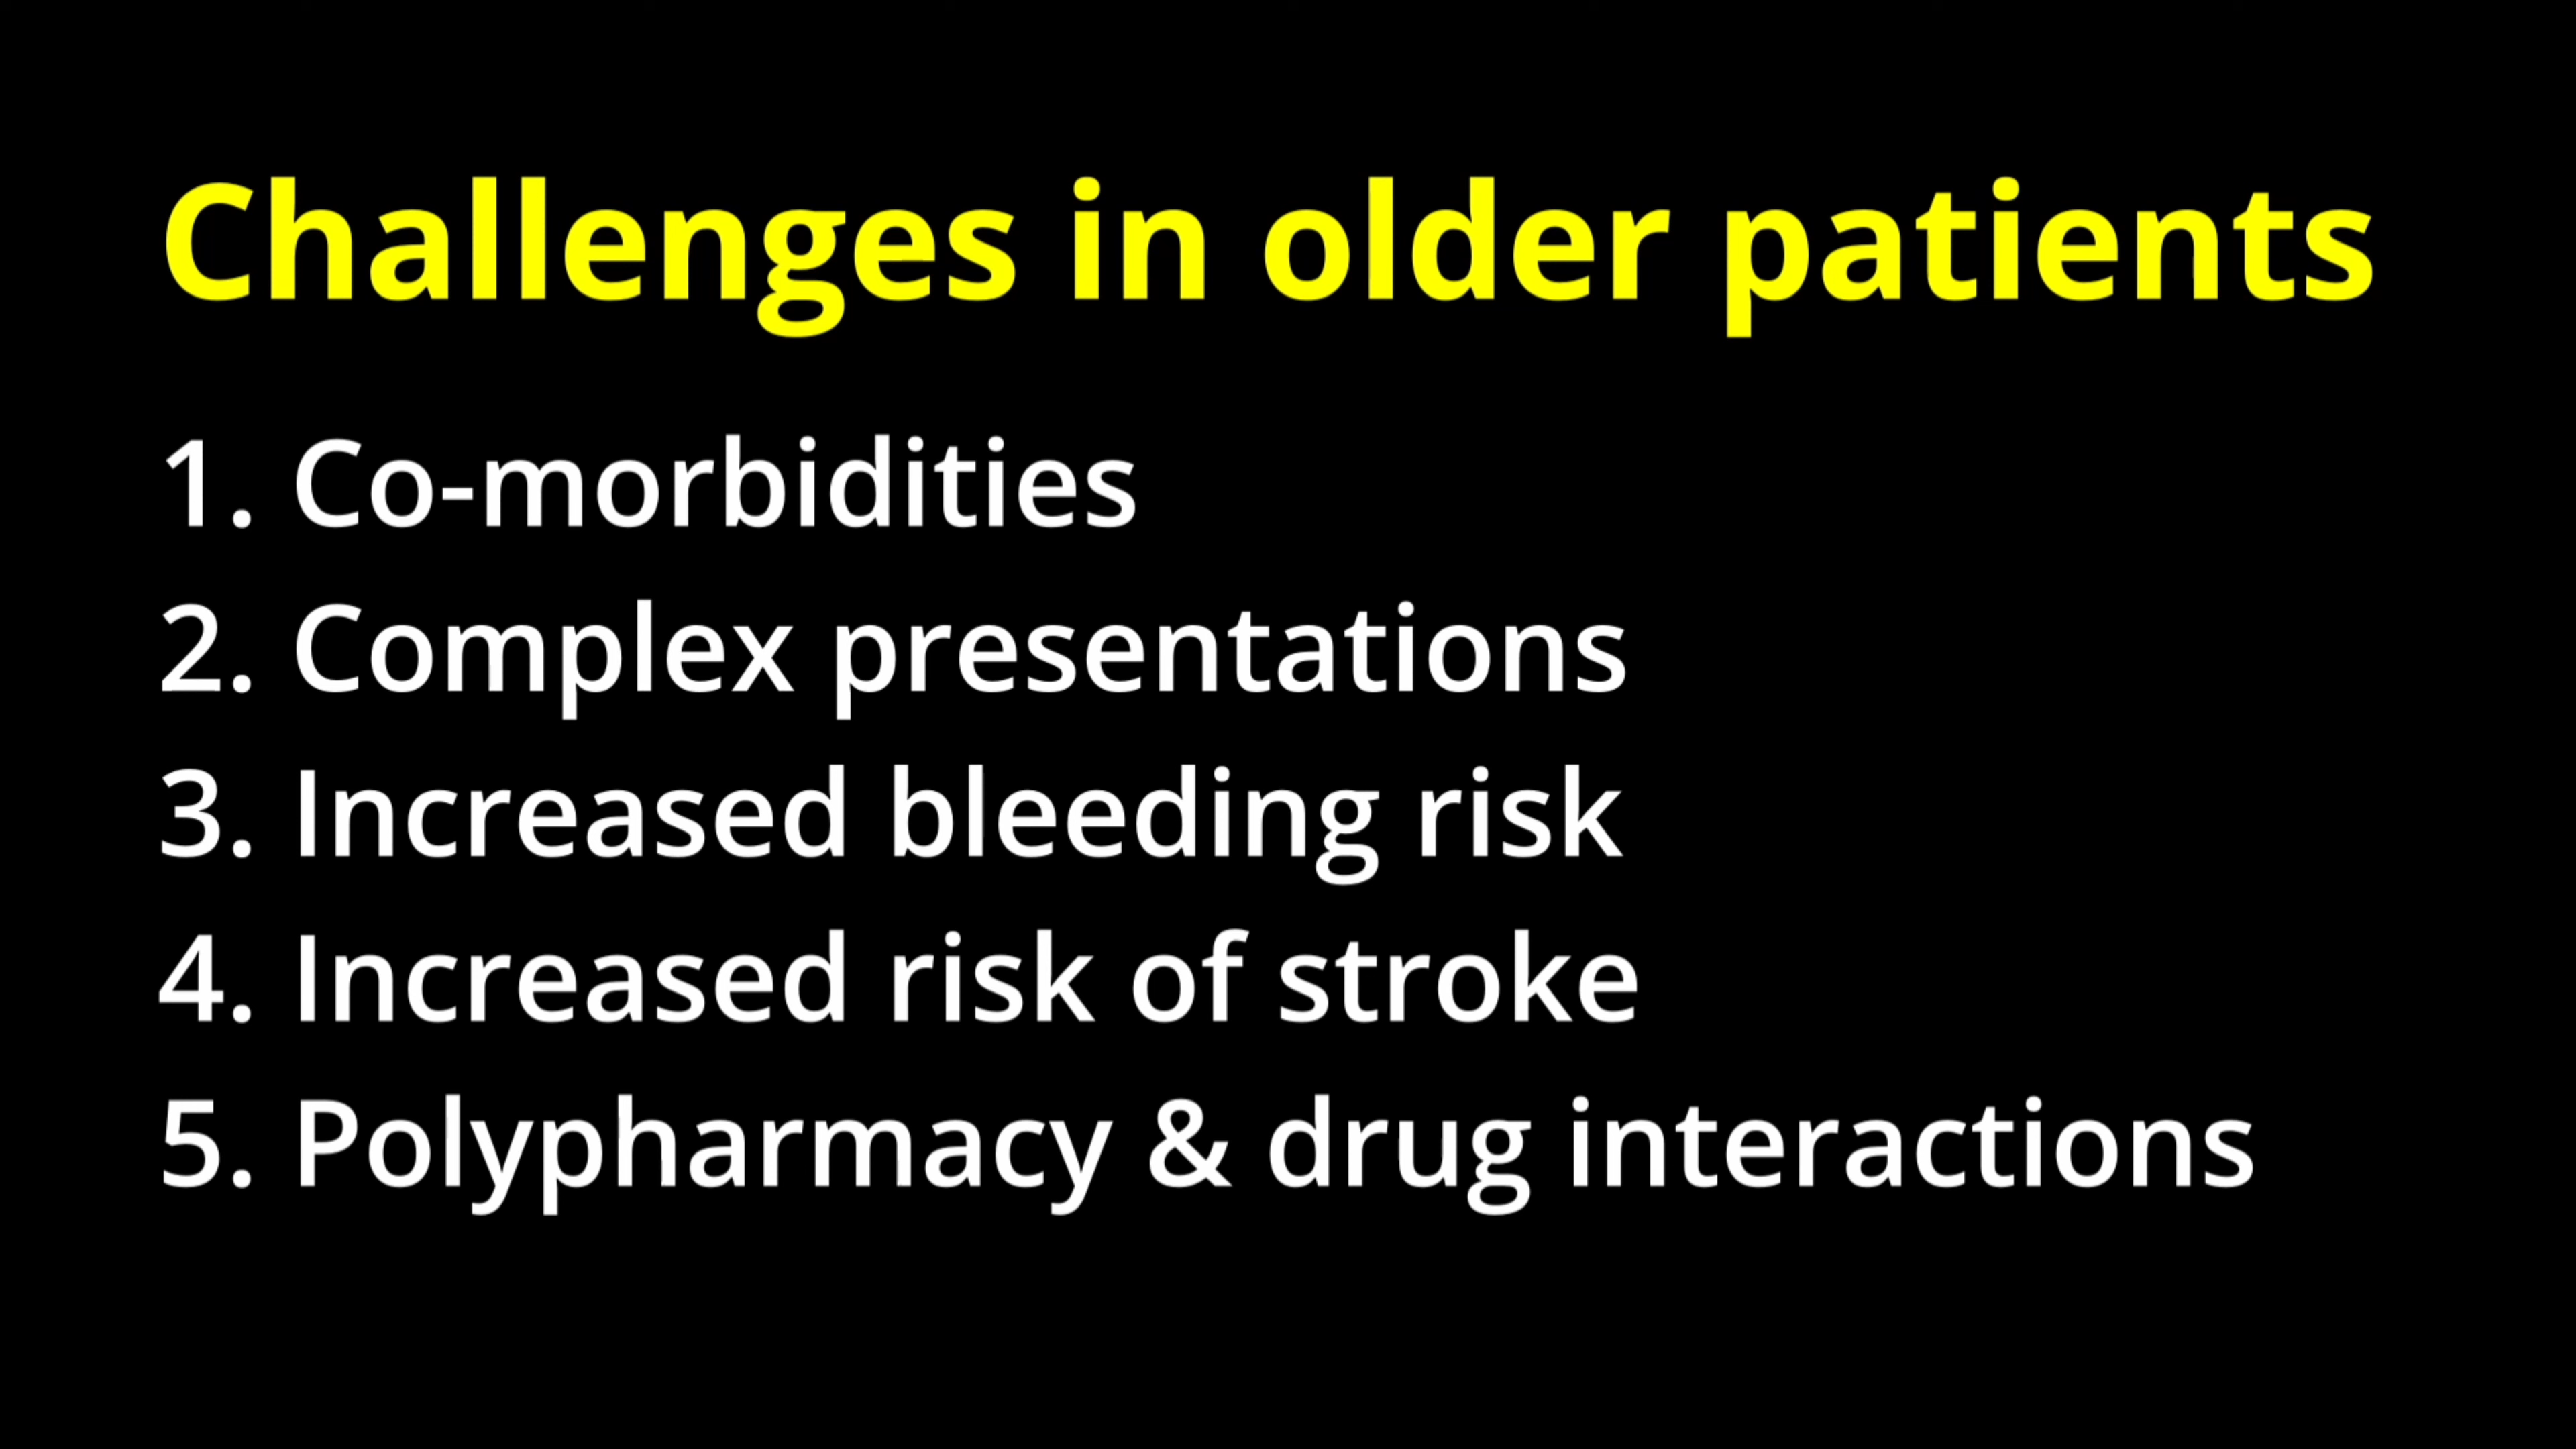 Challenges in older patients
1. Co-morbidities
2. Complex presentations
3. Increased bleeding risk
4. Increased risk of stroke
5. Polypharmacy & drug interactions